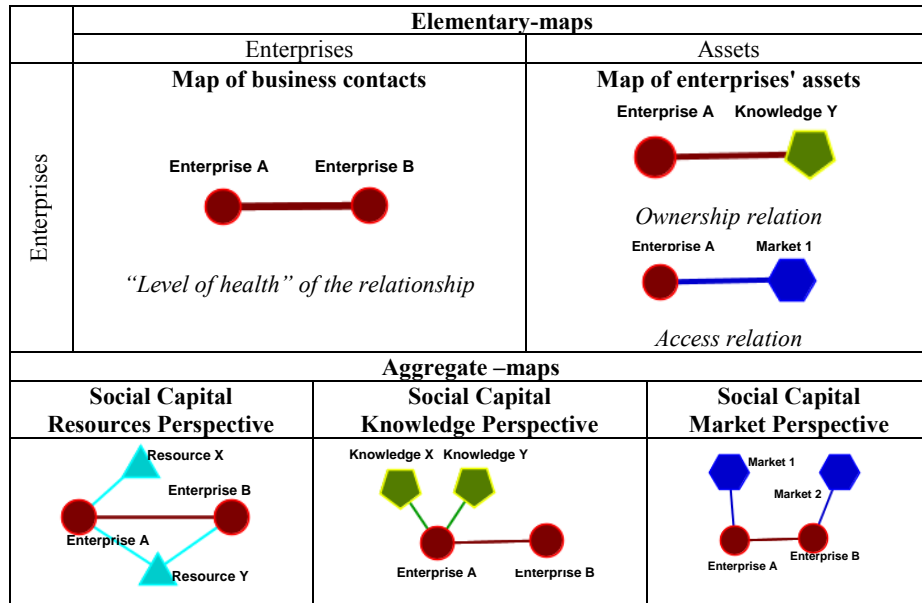 Elementary-maps
Enterprises
Assets
Enterprises
Map of business contacts
Enterprise A
Enterprise B
“Level of health” of the relationship
Map of enterprises' assets
Enterprise A
Knowledge Y
Ownership relation
Enterprise A
Market 1
Access relation
Aggregate –maps
Social Capital
Resources Perspective
Social Capital
Knowledge Perspective
Social Capital
Market Perspective
Resource X
Enterprise B
Enterprise A
Resource Y
Knowledge X
Knowledge Y
Enterprise A
Enterprise B
Market 1
Market 2
Enterprise A
Enterprise B